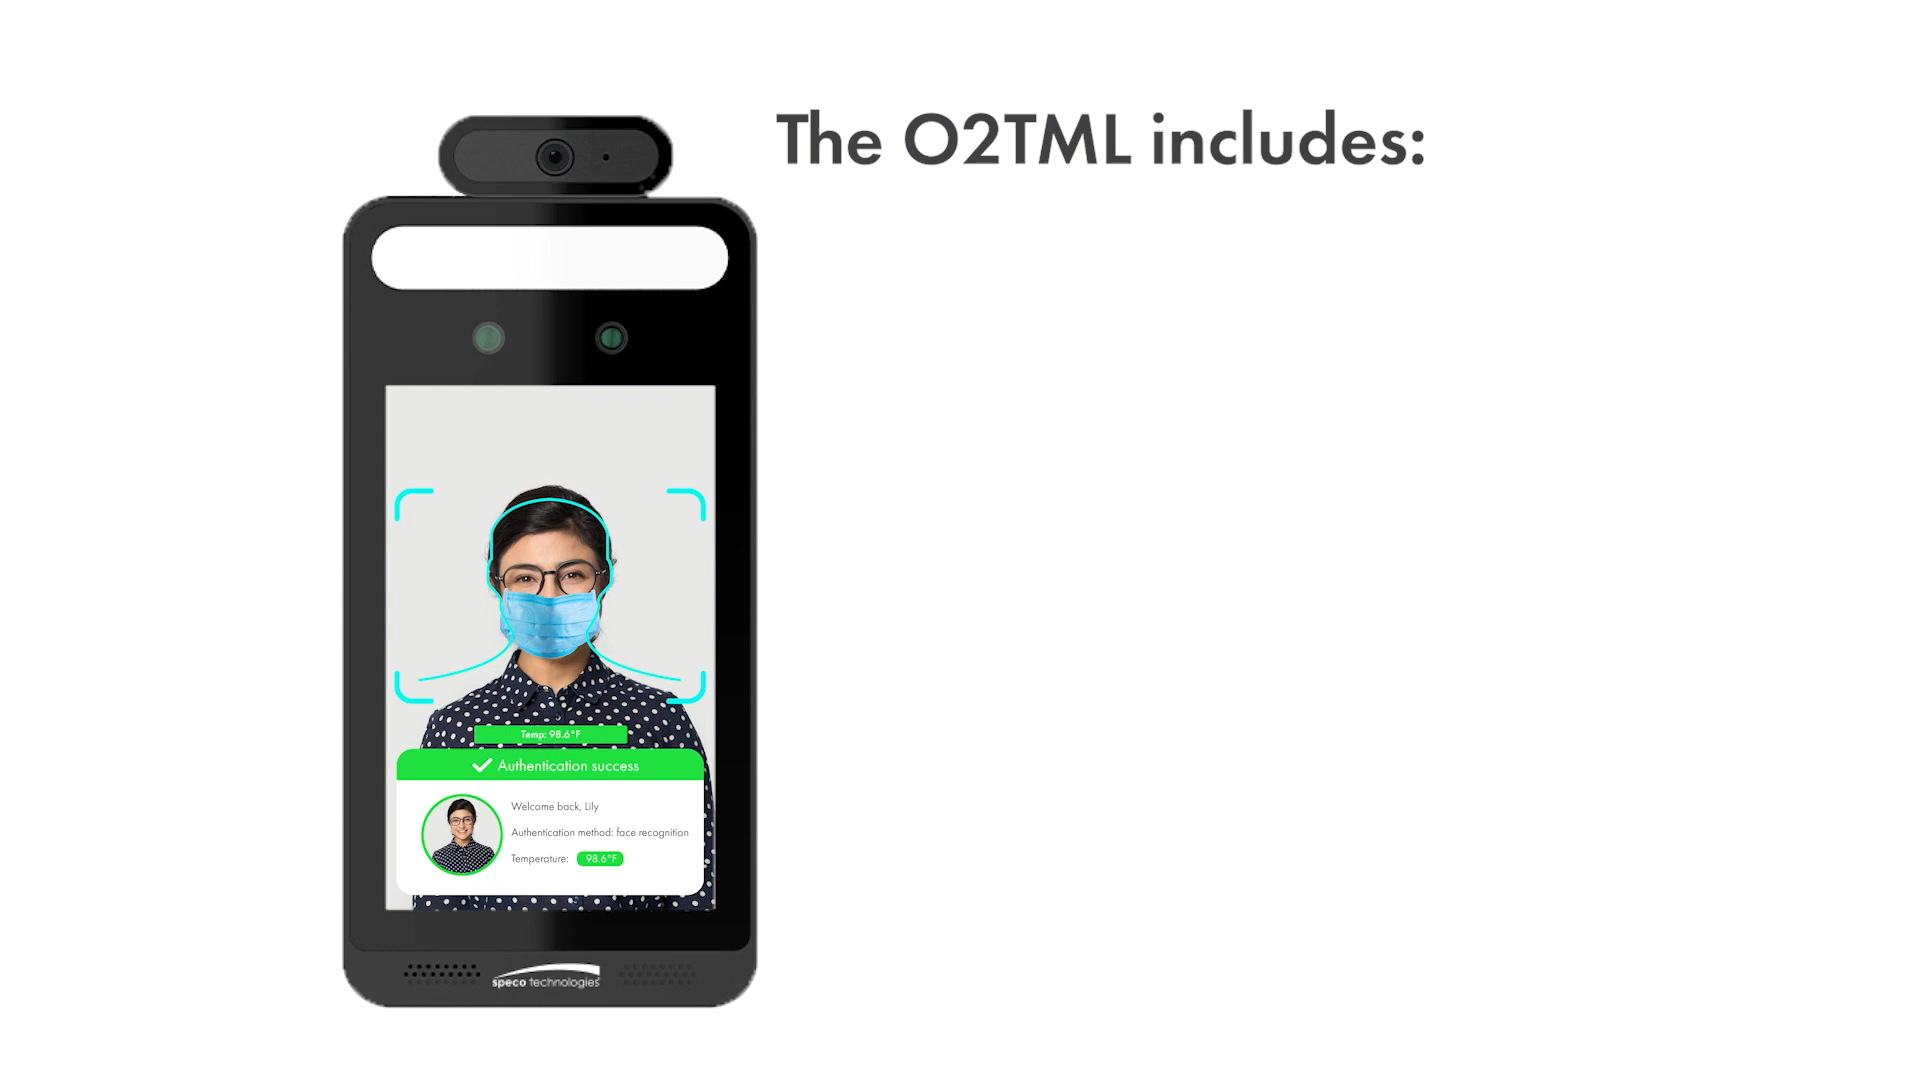 The O2TML includes:
Temp: 98.6°F
Authentication success
Welcome back, Lily
Authentication method: face recognition
Temperature: 98.6°F
speco technologies